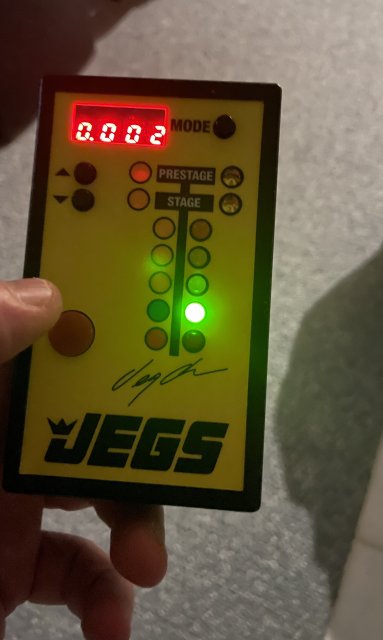 0.002
MODE
PRESTAGE
STAGE
JEGS